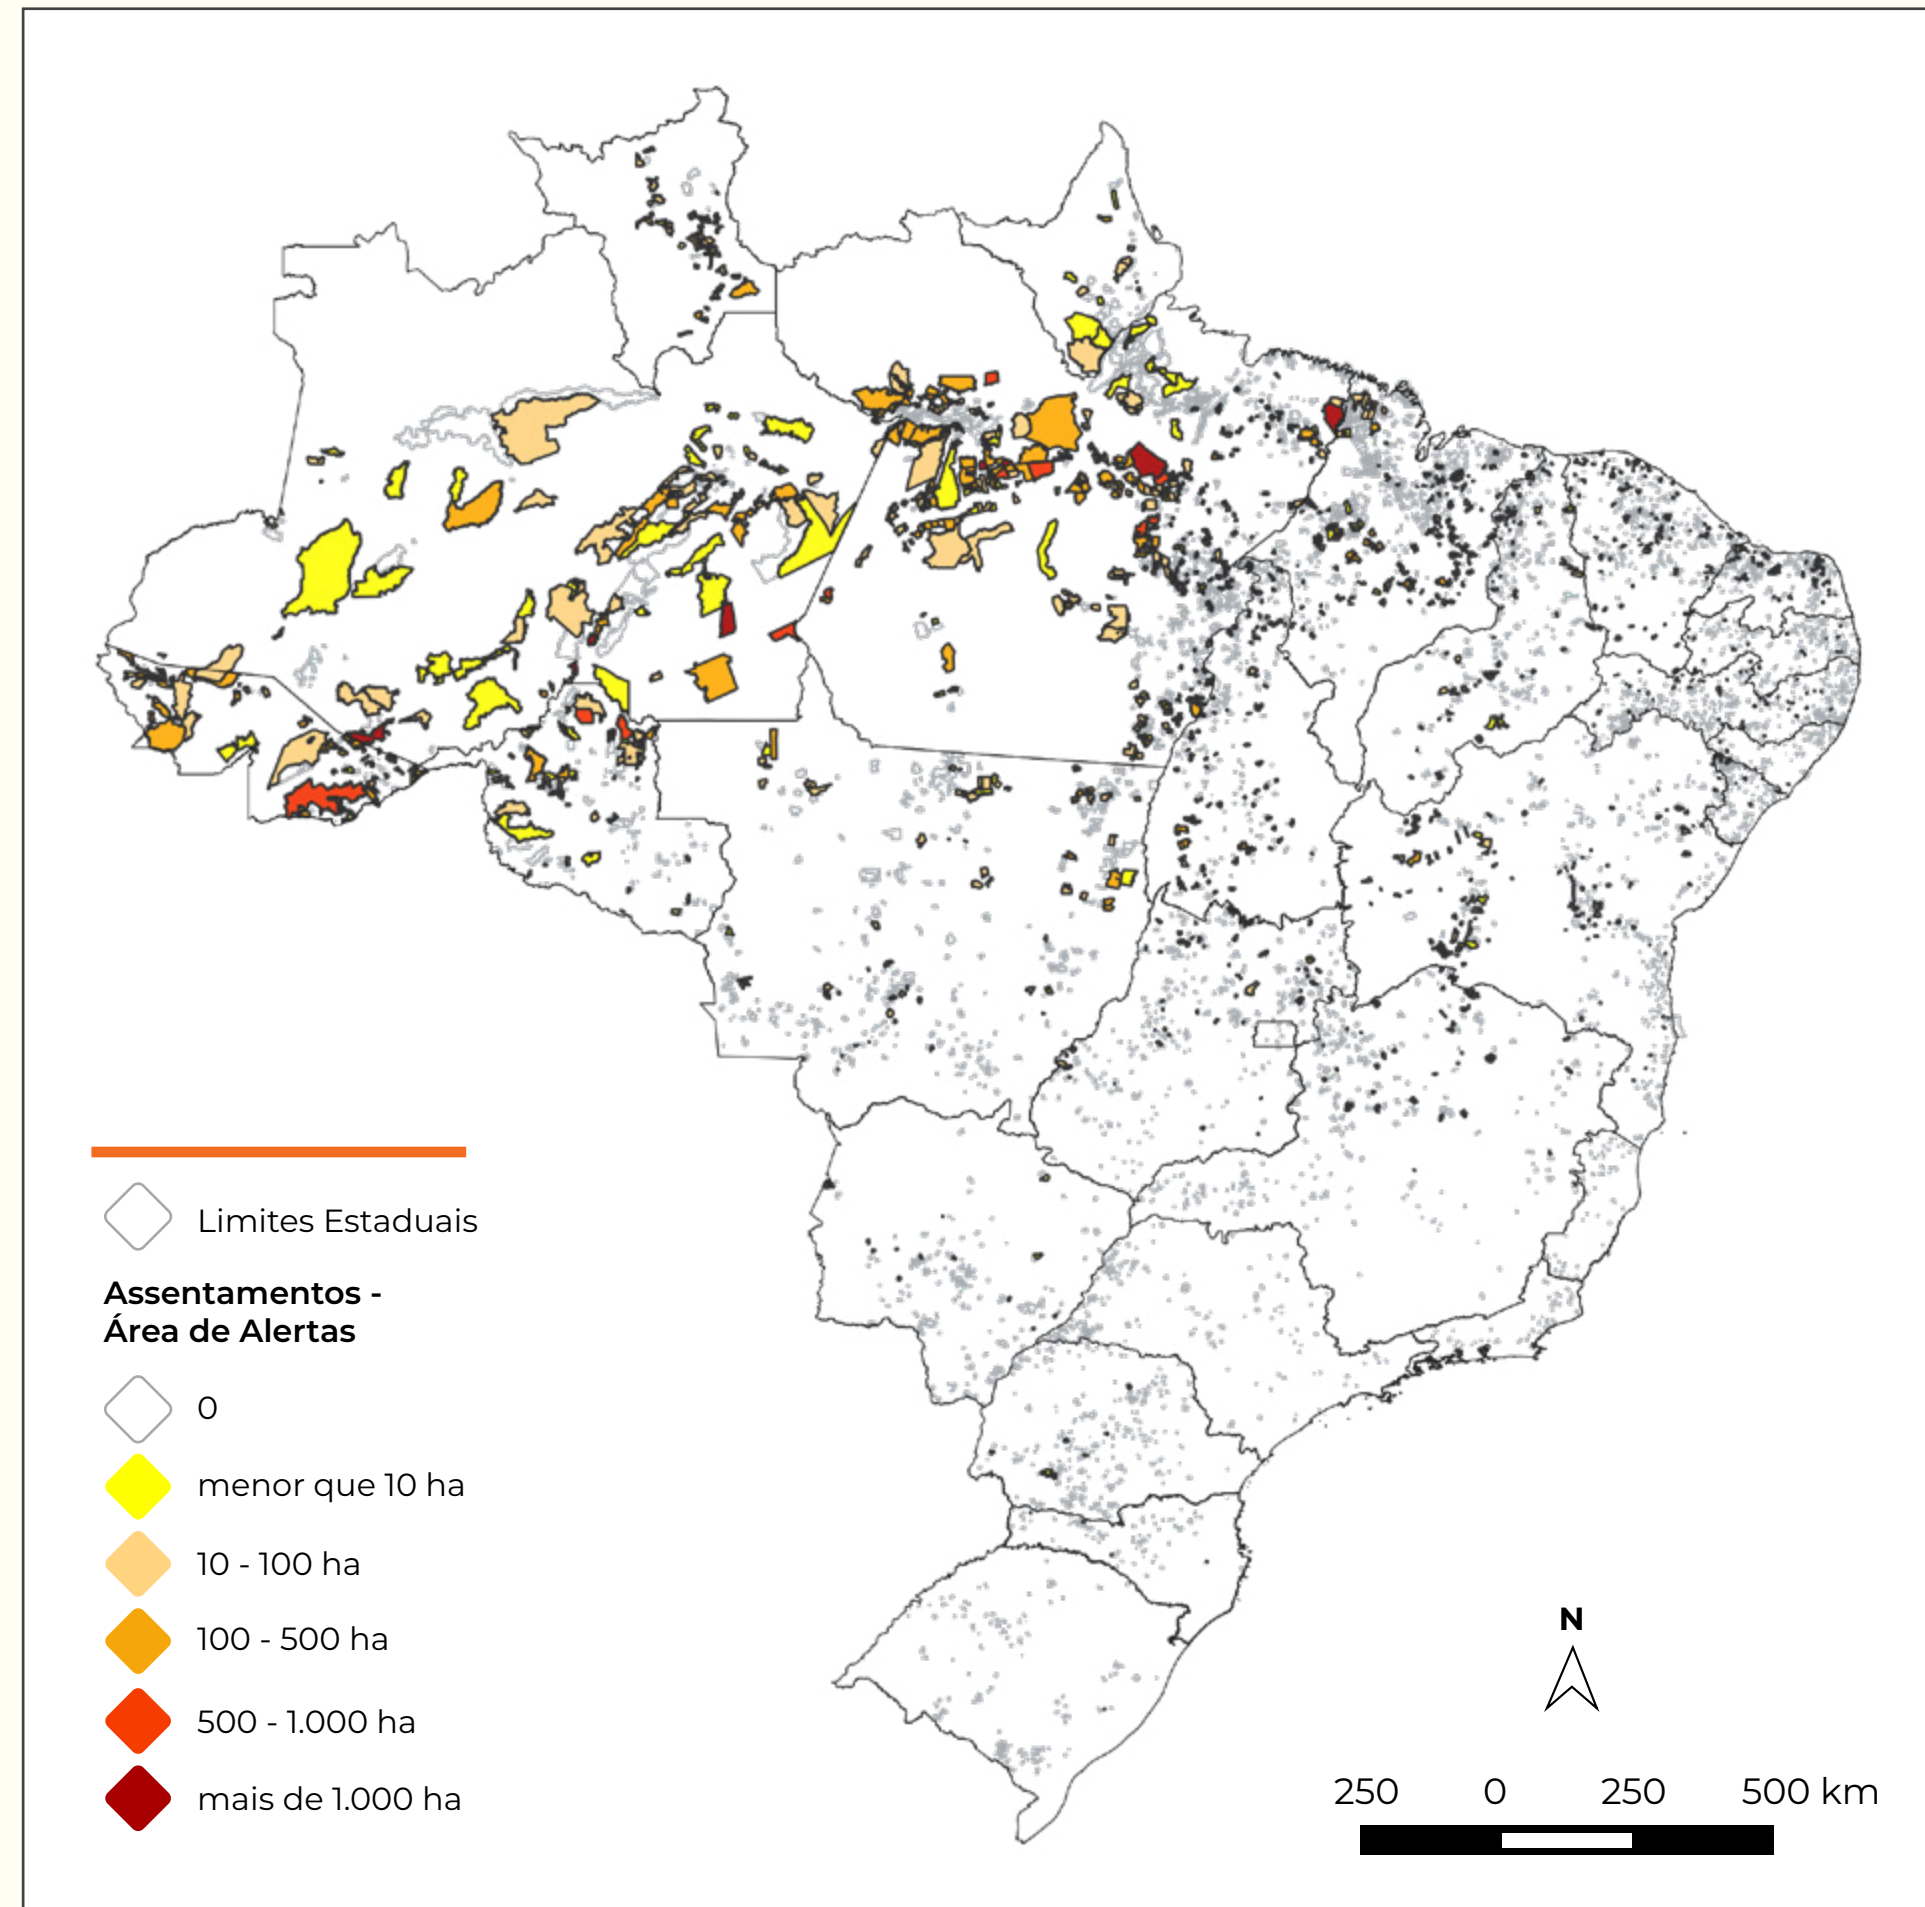 Limites Estaduais
Assentamentos -
Área de Alertas
0
menor que 10 ha
10 - 100 ha
100 - 500 ha
500 - 1.000 ha
mais de 1.000 ha
N
250 0 250 500 km